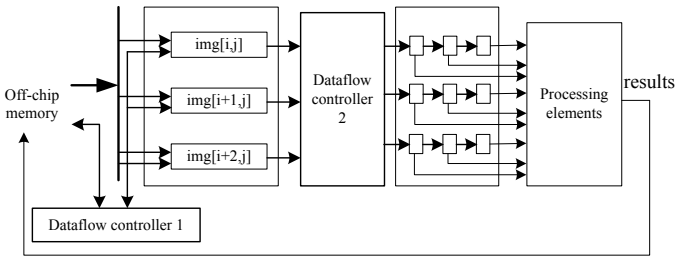 img[i,j]
Off-chip
memory
img[i+1,j]
img[i+2,j]
Dataflow
controller
2
Processing
elements
results
Dataflow controller 1